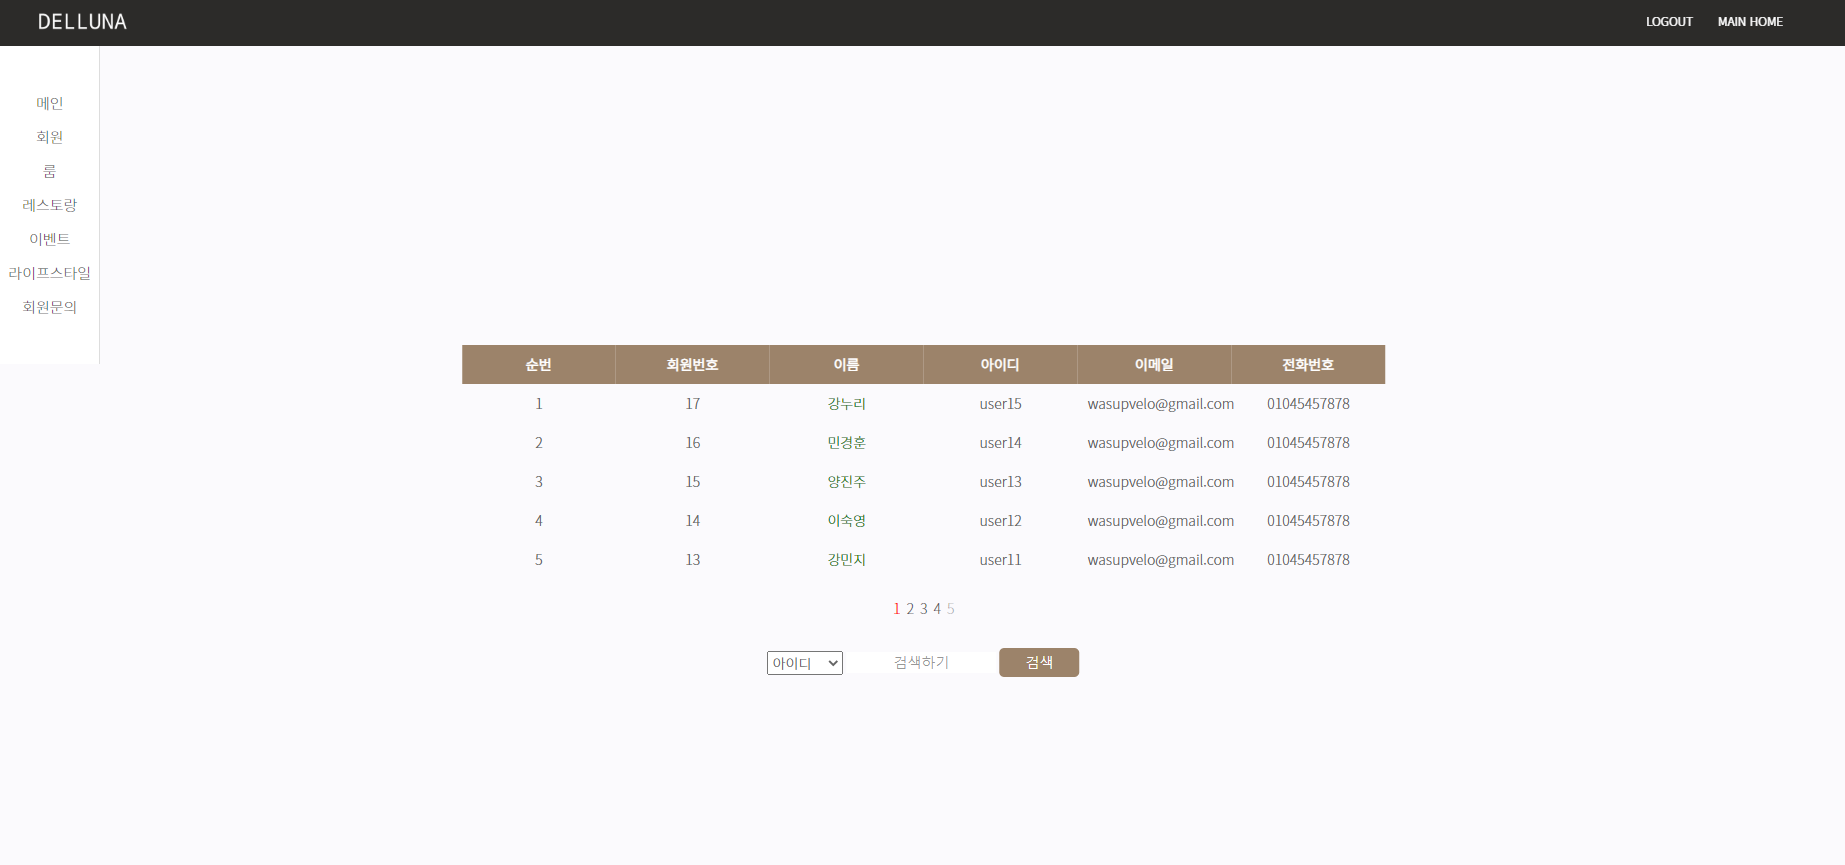 DELLUNA LOGOUT MAIN HOME
메인
회원
룸
레스토랑
이벤트
라이프스타일
회원문의
순번 회원번호 이름 아이디 이메일 전화번호
1 17 강누리 user15 wasupvelo@gmail.com 01045457878
2 16 민경훈 user14 wasupvelo@gmail.com 01045457878
3 15 양진주 user13 wasupvelo@gmail.com 01045457878
4 14 이숙영 user12 wasupvelo@gmail.com 01045457878
5 13 강민지 user11 wasupvelo@gmail.com 01045457878
1 2 3 4 5
아이디 검색하기 검색